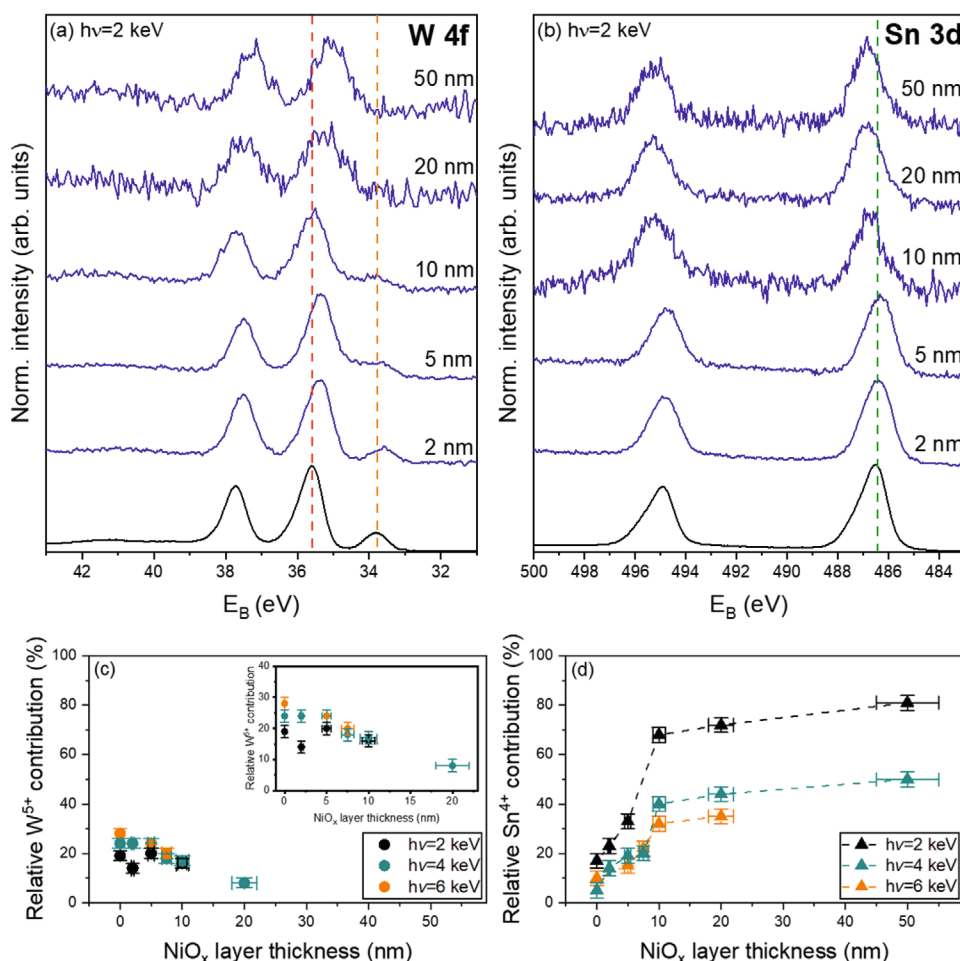 (a) hν=2 keV
W 4f
50 nm
20 nm
10 nm
5 nm
2 nm
Norm. intensity (arb. units)
42 40 38 36 34 32
E_B (eV)
(b) hν=2 keV
Sn 3d
50 nm
20 nm
10 nm
5 nm
2 nm
Norm. intensity (arb. units)
500 498 496 494 492 490 488 486 484
E_B (eV)
(c)
100
80
60
40
20
0
Relative W⁵⁺ contribution (%)
0 10 20 30 40 50
NiOₓ layer thickness (nm)
hν=2 keV
hν=4 keV
hν=6 keV
40
30
20
10
0
Relative W⁵⁺ contribution
0 5 10 15 20
NiOₓ layer thickness (nm)
(d)
100
80
60
40
20
0
Relative Sn⁴⁺ contribution (%)
0 10 20 30 40 50
NiOₓ layer thickness (nm)
hν=2 keV
hν=4 keV
hν=6 keV